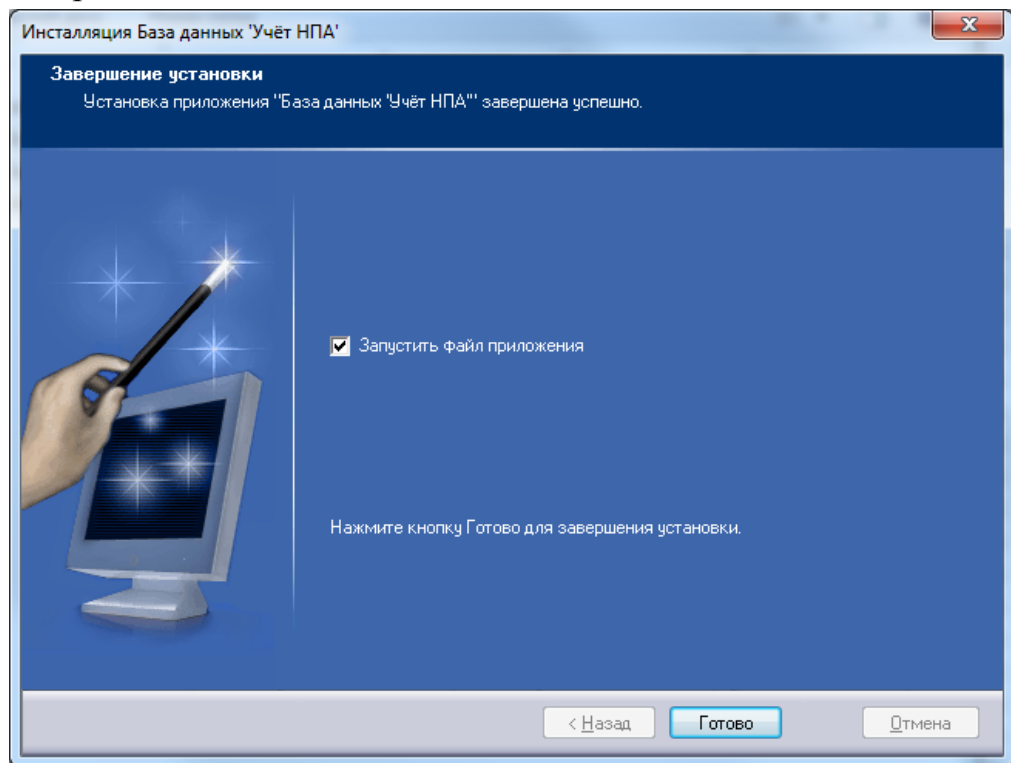 Инсталляция База данных 'Учёт НПА'
Завершение установки
Установка приложения "База данных 'Учёт НПА'" завершена успешно.
Запустить файл приложения
Нажмите кнопку Готово для завершения установки.
< Назад
Готово
Отмена